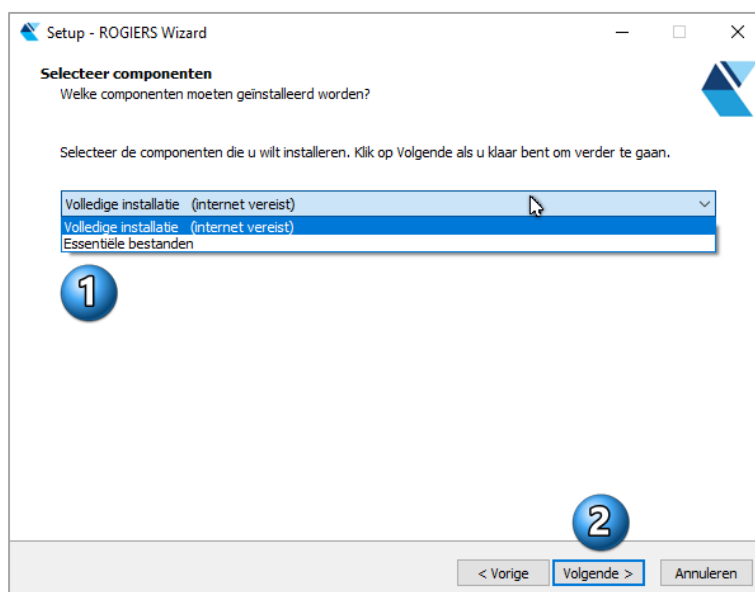 Setup - ROGIERS Wizard
Selecteer componenten
Welke componenten moeten geïnstalleerd worden?
Selecteer de componenten die u wilt installeren. Klik op Volgende als u klaar bent om verder te gaan.
Volledige installatie (internet vereist)
Volledige installatie (internet vereist)
Essentiële bestanden
1
2
< Vorige
Volgende >
Annuleren